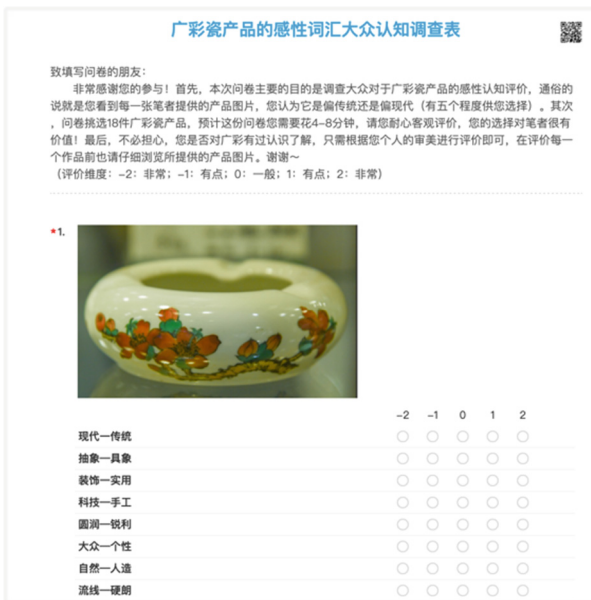 广彩瓷产品的感性词汇大众认知调查表
致填写问卷的朋友：
非常感谢您的参与！首先，本次问卷主要的目的是调查大众对于广彩瓷产品的感性认知评价，通俗的
说就是您看到每一张笔者提供的产品图片，您认为它是偏传统还是偏现代（有五个程度供您选择）。其次
，问卷挑选18件广彩瓷产品，预计这份问卷您需要花4-8分钟，请您耐心客观评价，您的选择对笔者很有
价值！最后，不必担心，您是否对广彩有过认识了解，只需根据您个人的审美进行评价即可，在评价每一
个作品前也请仔细浏览所提供的产品图片。谢谢～
（评价维度：-2：非常；-1：有点；0：一般；1：有点；2：非常）
*1.
-2 -1 0 1 2
现代—传统
抽象—具象
装饰—实用
科技—手工
圆润—锐利
大众—个性
自然—人造
流线—硬朗